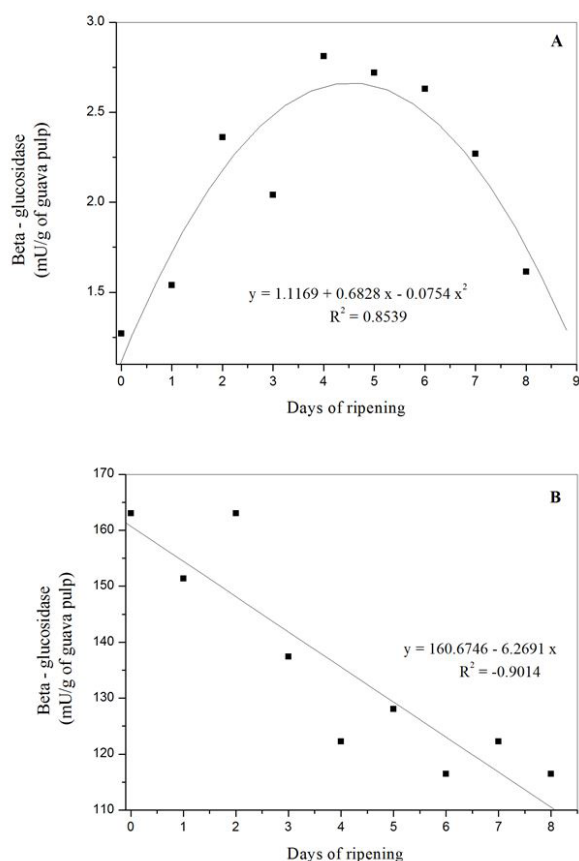 3.0
A
2.5
2.0
1.5
Beta - glucosidase
(mU/g of guava pulp)
y = 1.1169 + 0.6828 x - 0.0754 x²
R² = 0.8539
0 1 2 3 4 5 6 7 8 9
Days of ripening
170
B
160
150
140
130
120
110
Beta - glucosidase
(mU/g of guava pulp)
y = 160.6746 - 6.2691 x
R² = -0.9014
0 1 2 3 4 5 6 7 8
Days of ripening